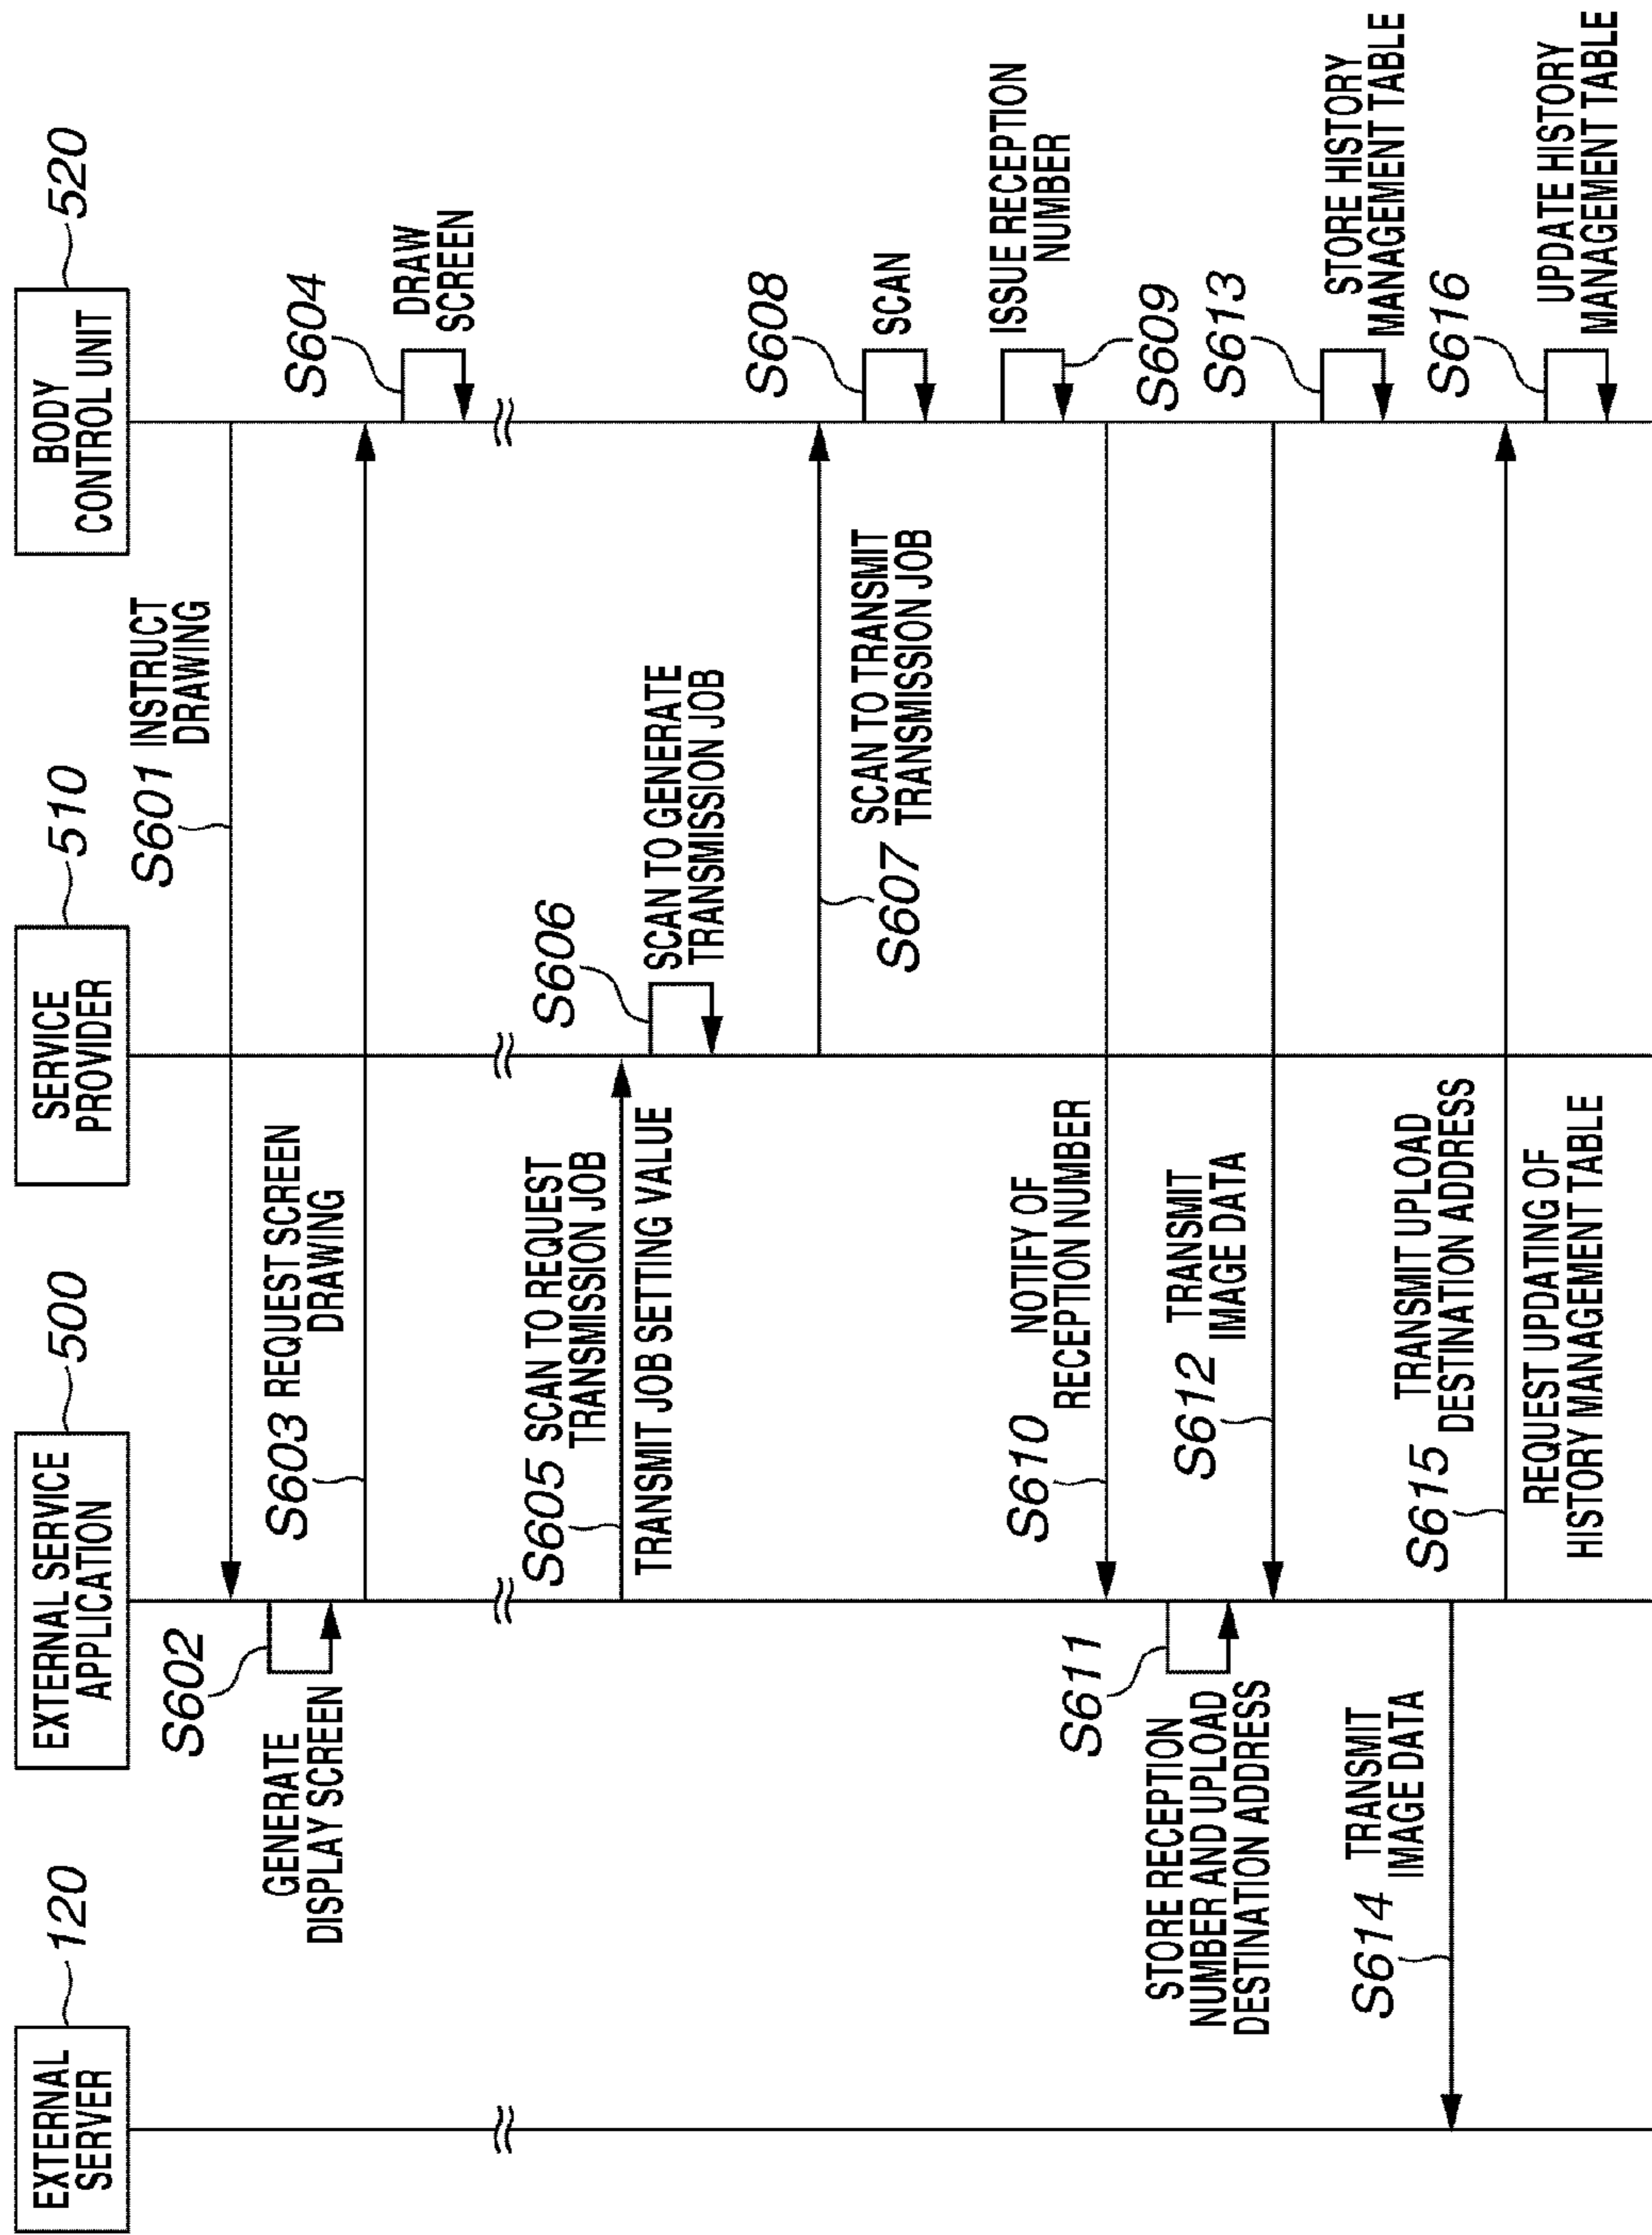 EXTERNAL
SERVER
120
EXTERNAL SERVICE
APPLICATION
500
SERVICE
PROVIDER
510
BODY
CONTROL UNIT
520
S601 INSTRUCT
DRAWING
S602
GENERATE
DISPLAY SCREEN
S603 REQUEST SCREEN
DRAWING
S604
DRAW
SCREEN
S605 SCAN TO REQUEST
TRANSMISSION JOB
TRANSMIT JOB SETTING VALUE
S606
SCAN TO GENERATE
TRANSMISSION JOB
S607 SCAN TO TRANSMIT
TRANSMISSION JOB
S608
SCAN
ISSUE RECEPTION
NUMBER
S609
S610 NOTIFY OF
RECEPTION NUMBER
S611
STORE RECEPTION
NUMBER AND UPLOAD
DESTINATION ADDRESS
S612 TRANSMIT
IMAGE DATA
S613
STORE HISTORY
MANAGEMENT TABLE
S614 TRANSMIT
IMAGE DATA
S615 TRANSMIT UPLOAD
DESTINATION ADDRESS
REQUEST UPDATING OF
HISTORY MANAGEMENT TABLE
S616
UPDATE HISTORY
MANAGEMENT TABLE